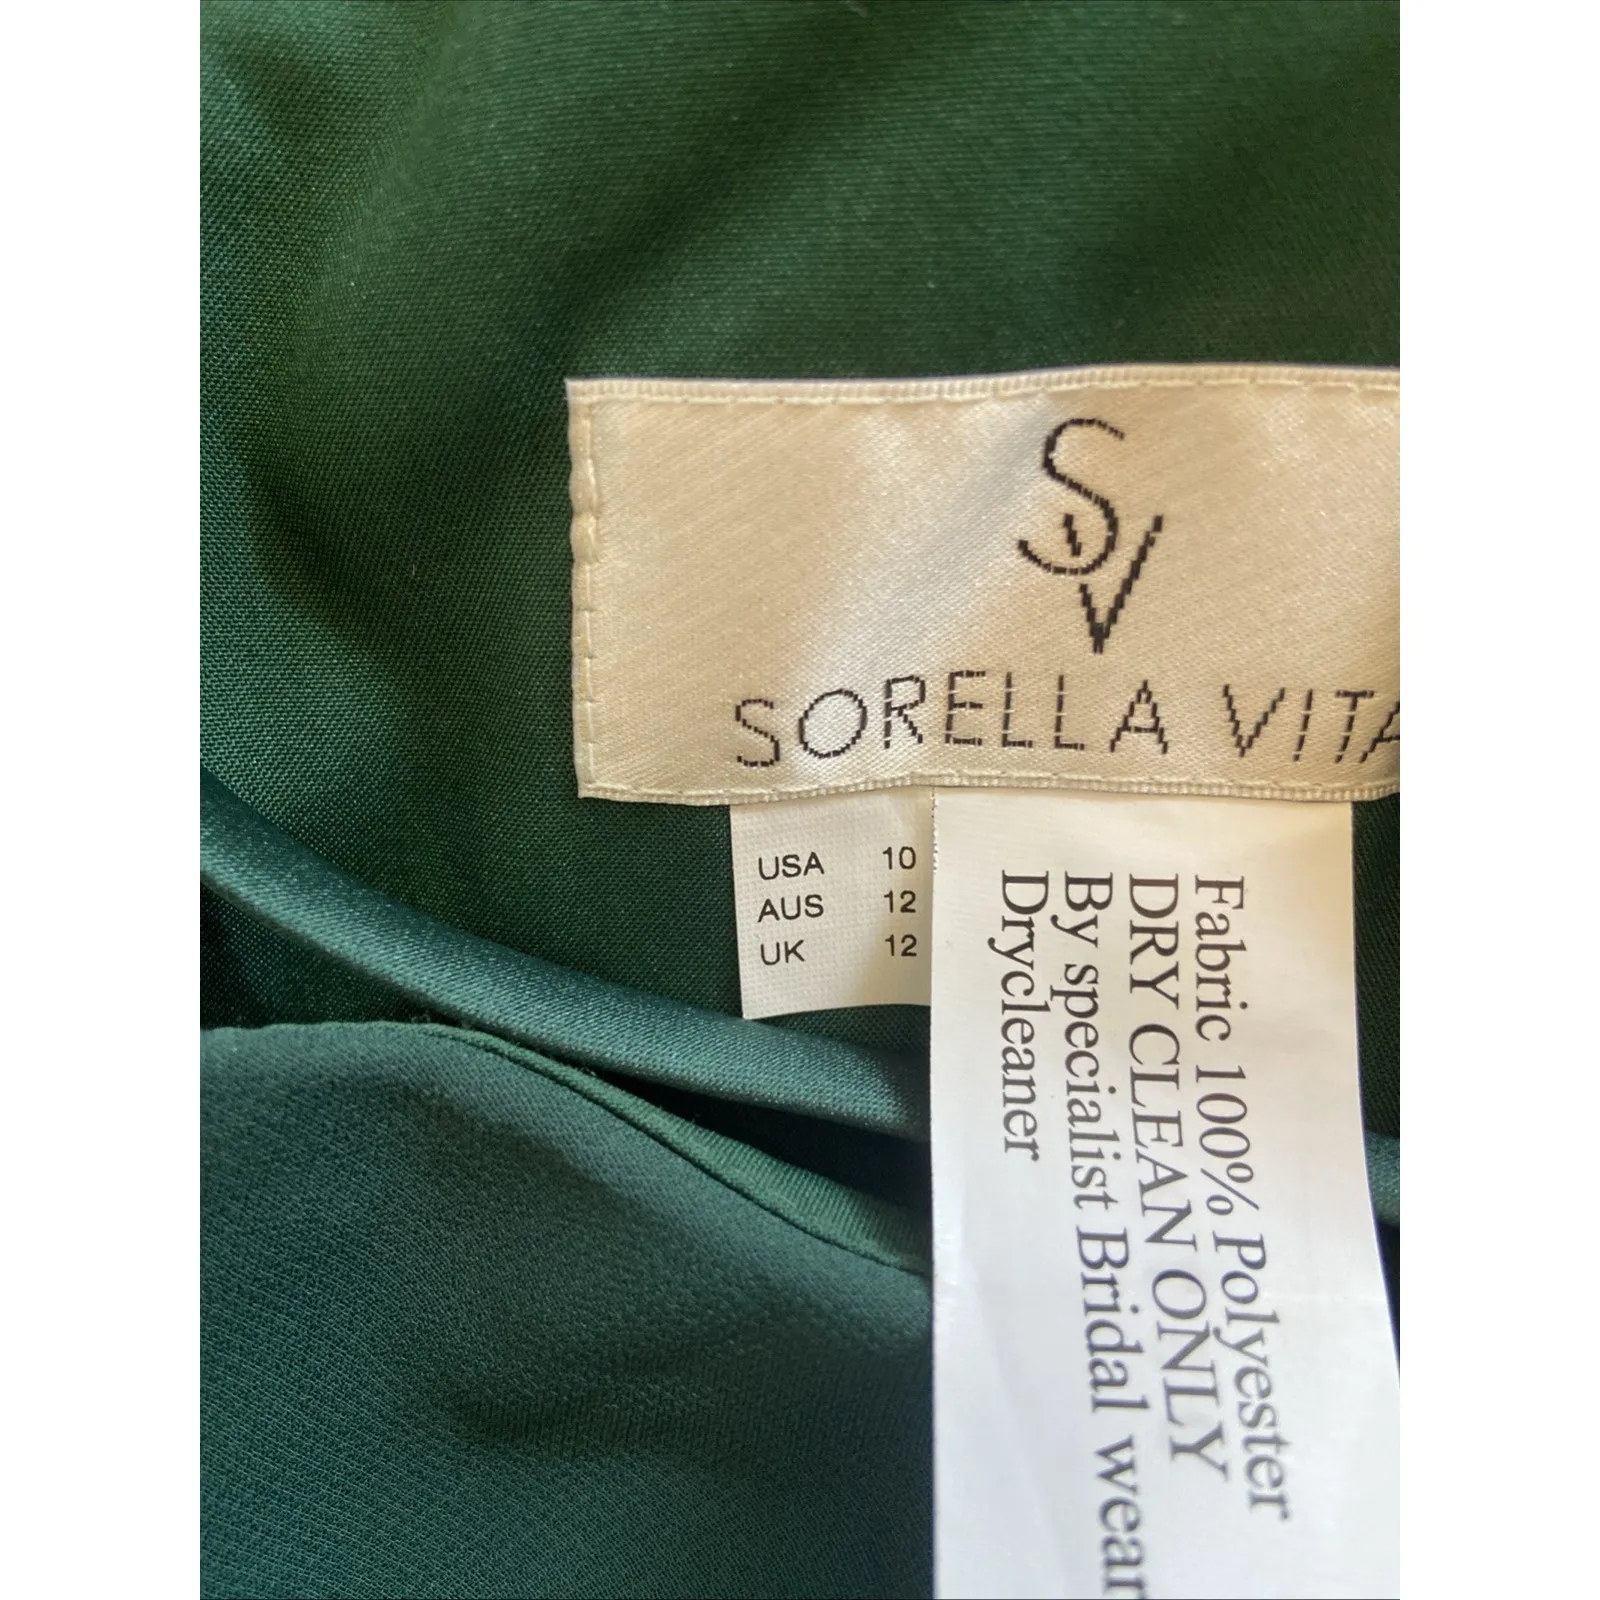 SV
SORELLA VITA
USA 10
AUS 12
UK 12
Fabric 100% Polyester
DRY CLEAN ONLY
By specialist Bridal wear
Drycleaner